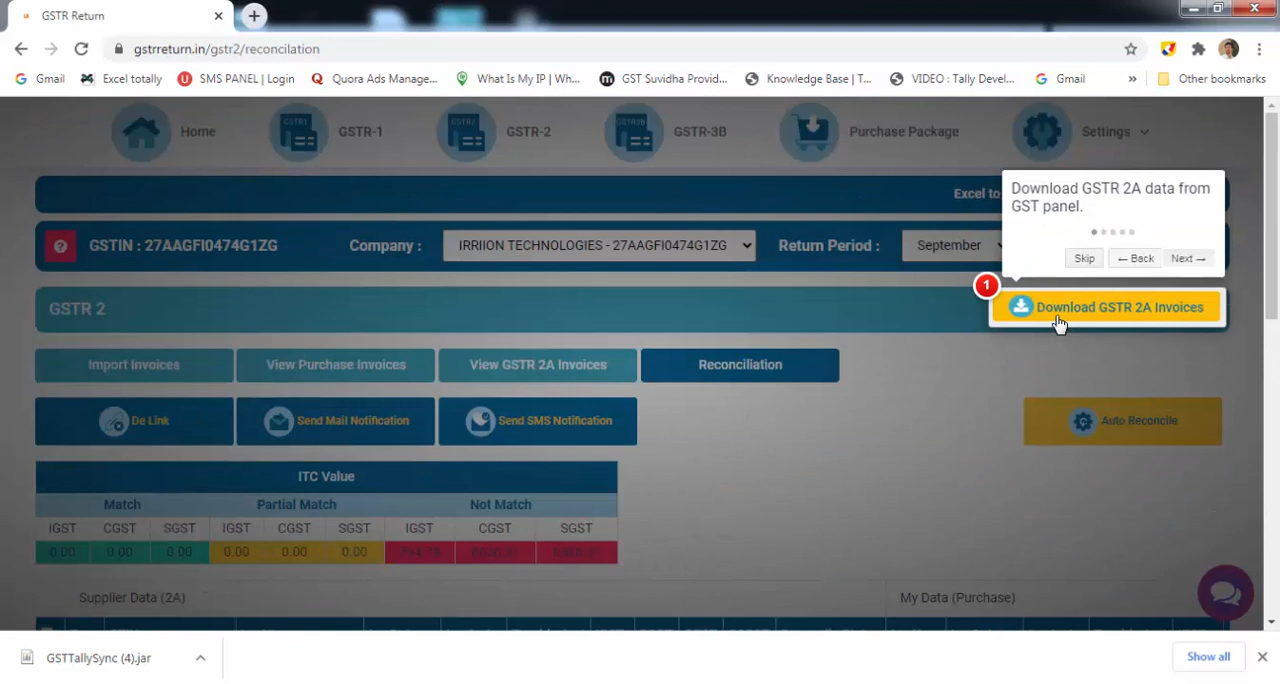 GSTR Return
gstrreturn.in/gstr2/reconcilation
Gmail Excel totally SMS PANEL | Login Quora Ads Manage... What Is My IP | Wh... GST Suvidha Provid... Knowledge Base | T... VIDEO : Tally Devel... Gmail » Other bookmarks
Home GSTR-1 GSTR-2 GSTR-3B Purchase Package Settings
Excel to
Download GSTR 2A data from
GST panel.
Skip ← Back Next →
GSTIN : 27AAGFI0474G1ZG Company : IRRIION TECHNOLOGIES - 27AAGFI0474G1ZG Return Period : September
1
GSTR 2 Download GSTR 2A Invoices
Import Invoices View Purchase Invoices View GSTR 2A Invoices Reconciliation
De Link Send Mail Notification Send SMS Notification Auto Reconcile
ITC Value
Match Partial Match Not Match
IGST CGST SGST IGST CGST SGST IGST CGST SGST
0.00 0.00 0.00 0.00 0.00 0.00
Supplier Data (2A) My Data (Purchase)
GSTTallySync (4).jar Show all